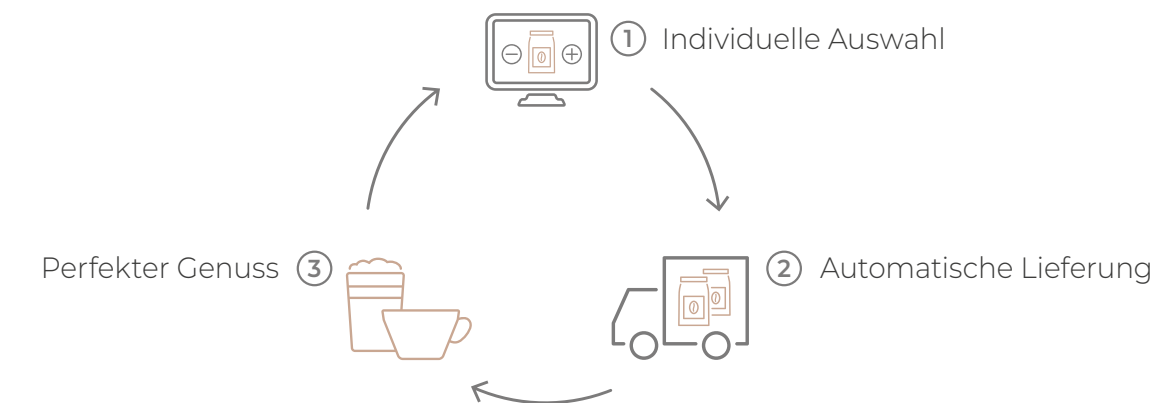 1 Individuelle Auswahl
Perfekter Genuss 3
2 Automatische Lieferung